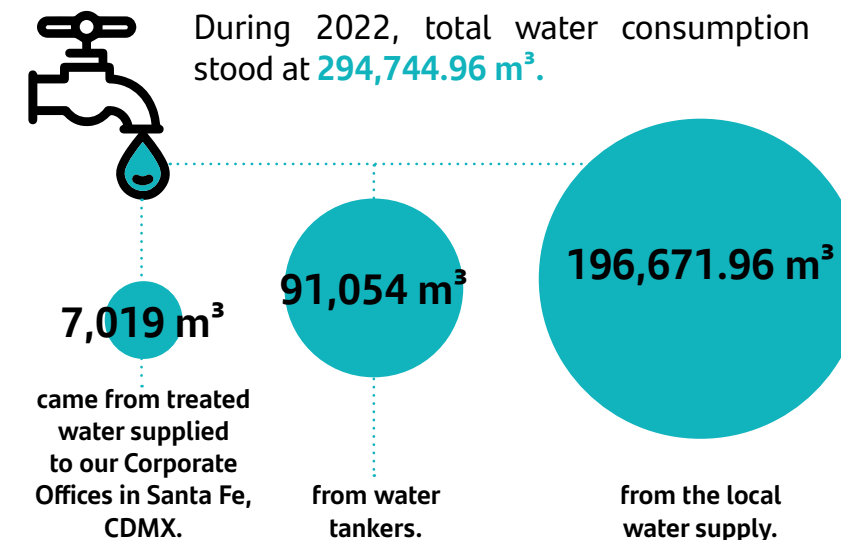 During 2022, total water consumption
stood at 294,744.96 m³.
7,019 m³
came from treated
water supplied
to our Corporate
Offices in Santa Fe,
CDMX.
91,054 m³
from water
tankers.
196,671.96 m³
from the local
water supply.